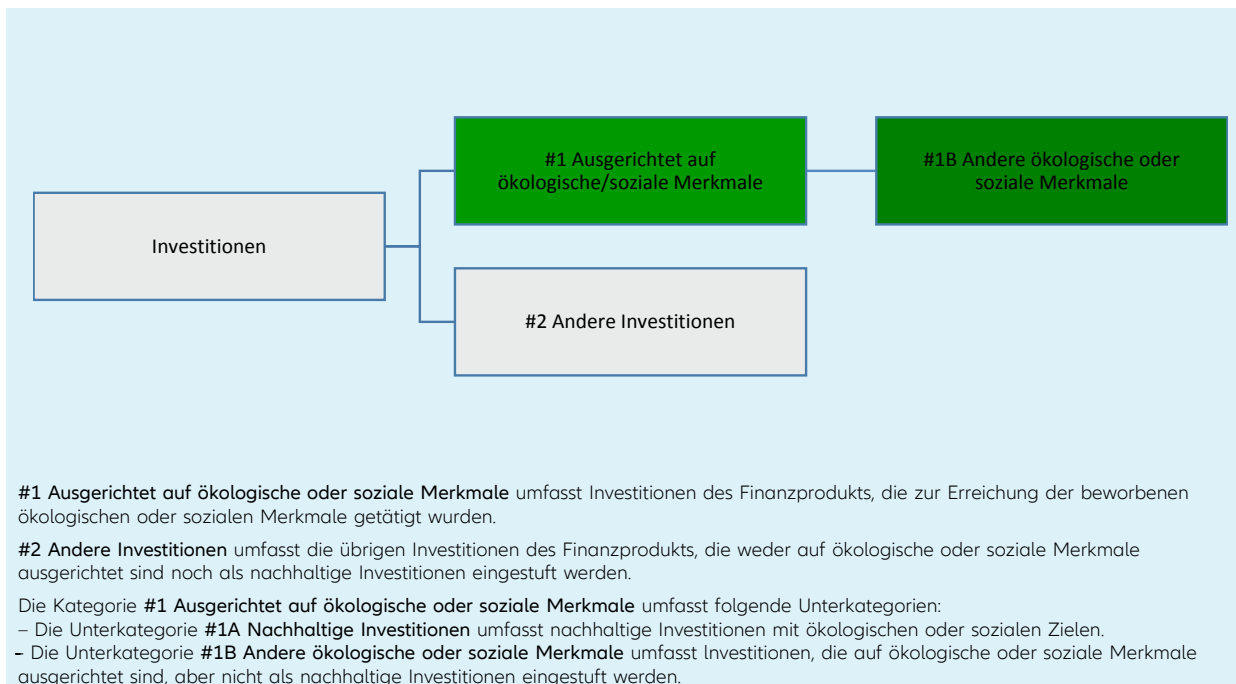 #1 Ausgerichtet auf
ökologische/soziale Merkmale
#1B Andere ökologische oder
soziale Merkmale
Investitionen
#2 Andere Investitionen
#1 Ausgerichtet auf ökologische oder soziale Merkmale umfasst Investitionen des Finanzprodukts, die zur Erreichung der beworbenen
ökologischen oder sozialen Merkmale getätigt wurden.
#2 Andere Investitionen umfasst die übrigen Investitionen des Finanzprodukts, die weder auf ökologische oder soziale Merkmale
ausgerichtet sind noch als nachhaltige Investitionen eingestuft werden.
Die Kategorie #1 Ausgerichtet auf ökologische oder soziale Merkmale umfasst folgende Unterkategorien:
– Die Unterkategorie #1A Nachhaltige Investitionen umfasst nachhaltige Investitionen mit ökologischen oder sozialen Zielen.
- Die Unterkategorie #1B Andere ökologische oder soziale Merkmale umfasst lnvestitionen, die auf ökologische oder soziale Merkmale
ausgerichtet sind, aber nicht als nachhaltige Investitionen eingestuft werden.